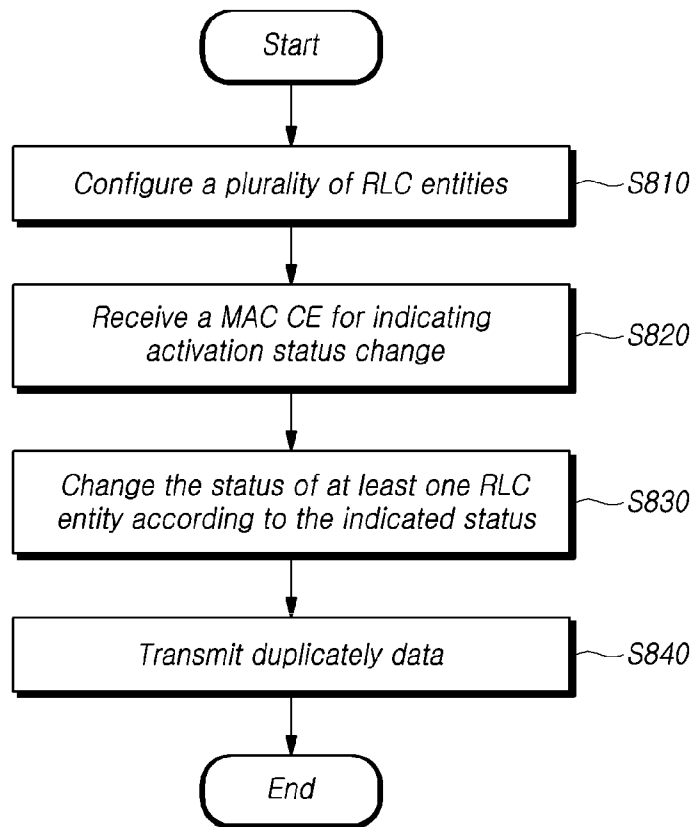 Start
Configure a plurality of RLC entities
S810
Receive a MAC CE for indicating
activation status change
S820
Change the status of at least one RLC
entity according to the indicated status
S830
Transmit duplicately data
S840
End